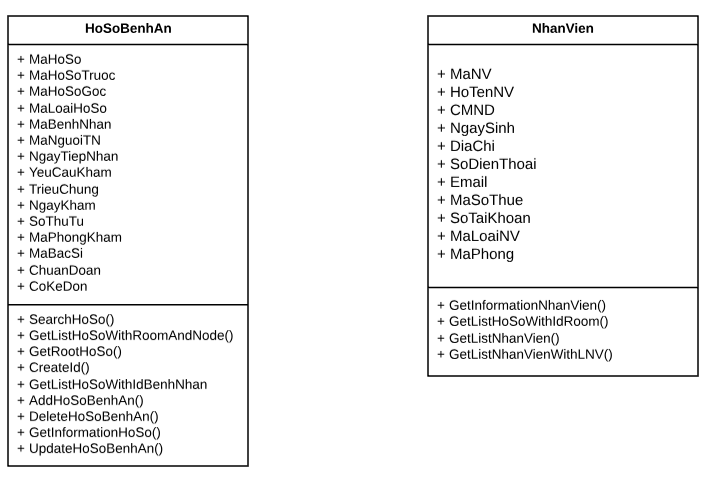 HoSoBenhAn
+ MaHoSo
+ MaHoSoTruoc
+ MaHoSoGoc
+ MaLoaiHoSo
+ MaBenhNhan
+ MaNguoiTN
+ NgayTiepNhan
+ YeuCauKham
+ TrieuChung
+ NgayKham
+ SoThuTu
+ MaPhongKham
+ MaBacSi
+ ChuanDoan
+ CoKeDon
+ SearchHoSo()
+ GetListHoSoWithRoomAndNode()
+ GetRootHoSo()
+ CreateId()
+ GetListHoSoWithIdBenhNhan
+ AddHoSoBenhAn()
+ DeleteHoSoBenhAn()
+ GetInformationHoSo()
+ UpdateHoSoBenhAn()
NhanVien
+ MaNV
+ HoTenNV
+ CMND
+ NgaySinh
+ DiaChi
+ SoDienThoai
+ Email
+ MaSoThue
+ SoTaiKhoan
+ MaLoaiNV
+ MaPhong
+ GetInformationNhanVien()
+ GetListHoSoWithIdRoom()
+ GetListNhanVien()
+ GetListNhanVienWithLNV()